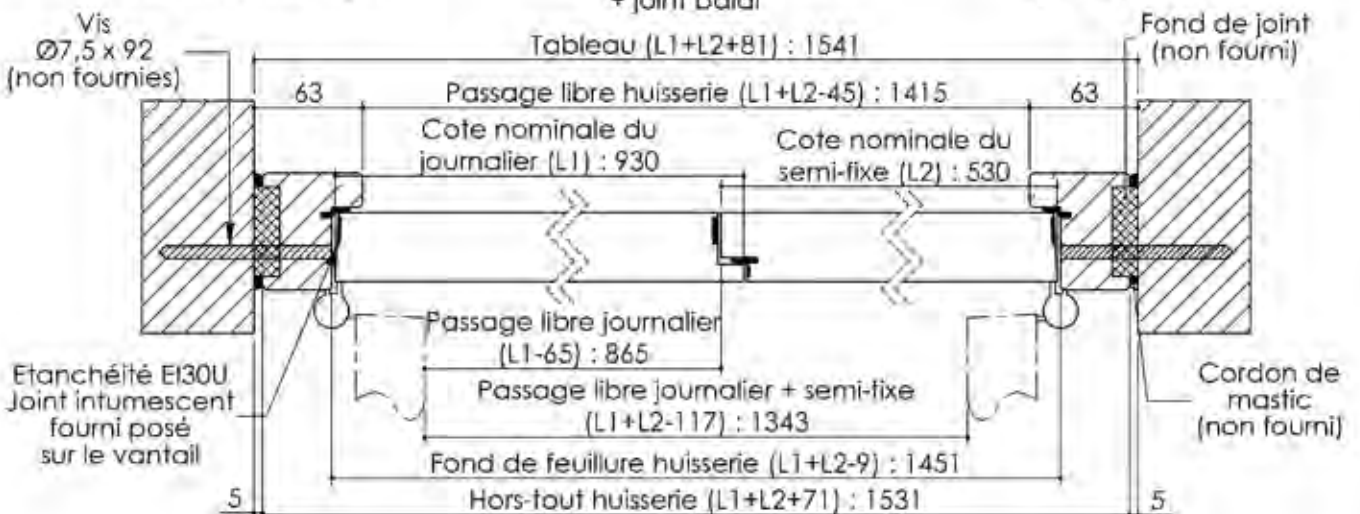 + joint Balai
Vis
Ø7,5 x 92
(non fournies)
Tableau (L1+L2+81) : 1541
Fond de joint
(non fourni)
63
Passage libre huisserie (L1+L2-45) : 1415
63
Cote nominale du
journalier (L1) : 930
Cote nominale du
semi-fixe (L2) : 530
Passage libre journalier
(L1-65) : 865
Etanchéité EI30U
Joint intumescent
fourni posé
sur le vantail
Passage libre journalier + semi-fixe
(L1+L2-117) : 1343
Cordon de
mastic
(non fourni)
Fond de feuillure huisserie (L1+L2-9) : 1451
5
Hors-tout huisserie (L1+L2+71) : 1531
5